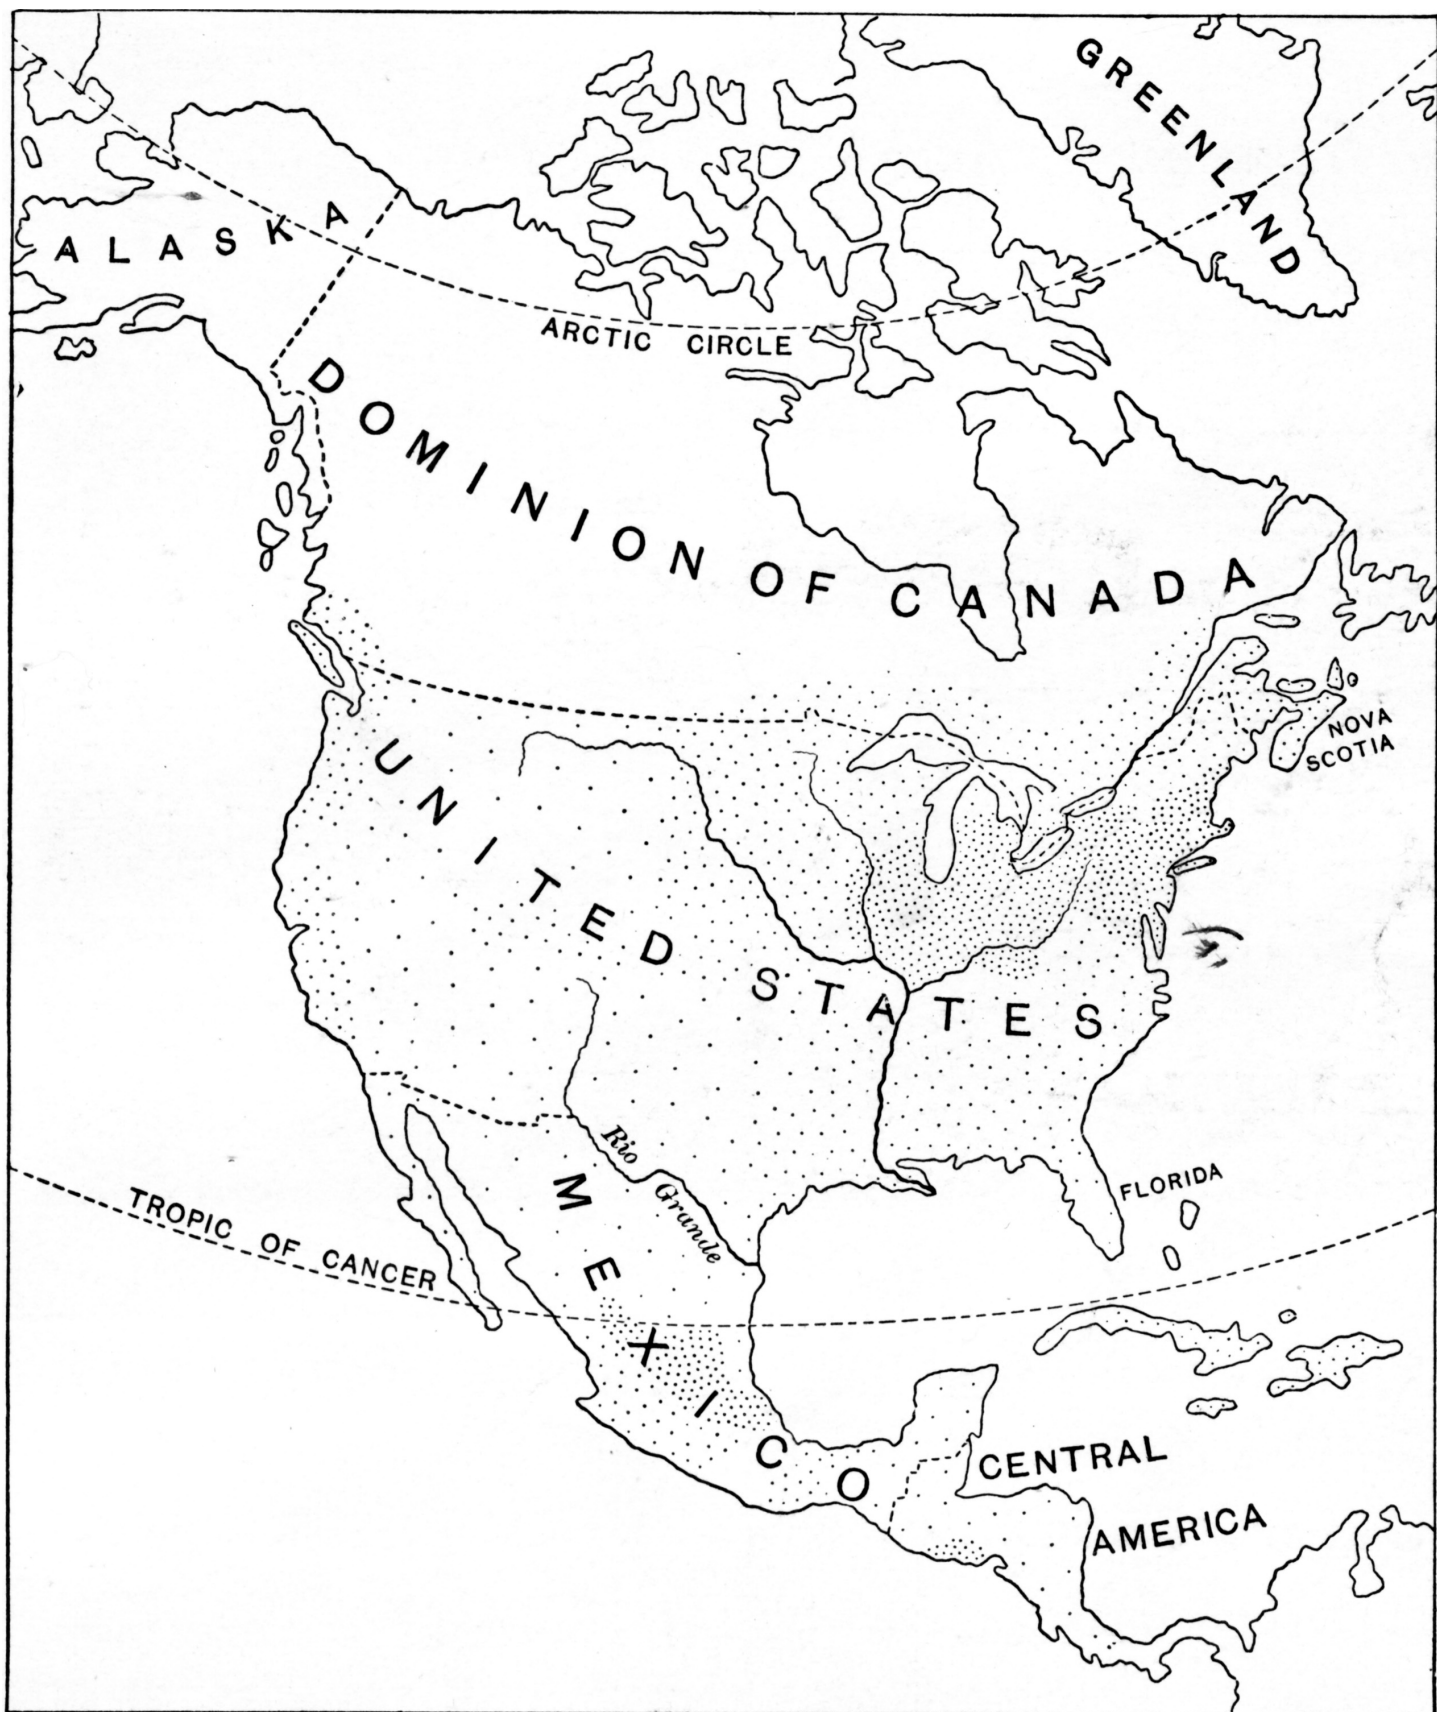 GREENLAND
ALASKA
ARCTIC CIRCLE
DOMINION OF CANADA
NOVA
SCOTIA
UNITED STATES
Rio
Grande
FLORIDA
MEXICO
TROPIC OF CANCER
CENTRAL
AMERICA